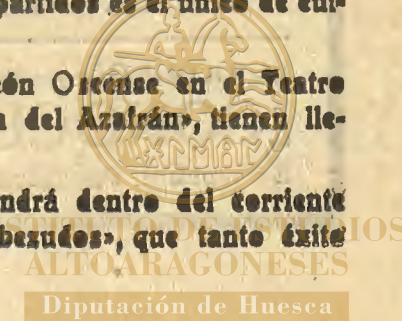 partidos es el único de cul-
ón Oscense en el Teatro
a del Azafrán», tienen lle-
ndrá dentro del corriente
bezudos», que tanto éxito
INSTITUTO DE ESTUDIOS
ALTOARAGONESES
Diputación de Huesca